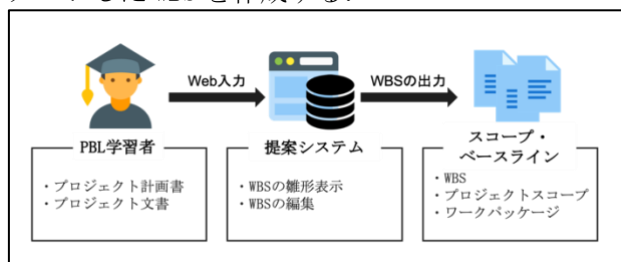 Web入力
WBSの出力
PBL学習者
提案システム
スコープ・
ベースライン
・プロジェクト計画書
・プロジェクト文書
・WBSの雛形表示
・WBSの編集
・WBS
・プロジェクトスコープ
・ワークパッケージ